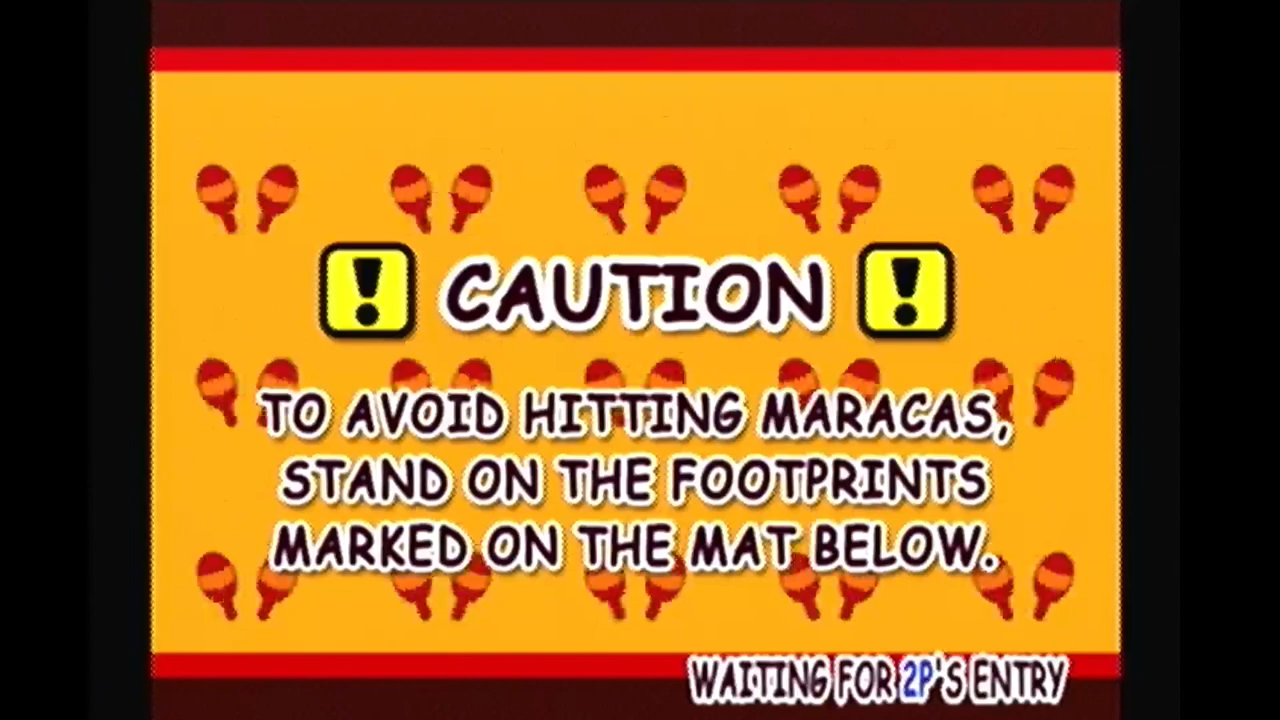 ! CAUTION !
TO AVOID HITTING MARACAS,
STAND ON THE FOOTPRINTS
MARKED ON THE MAT BELOW.
WAITING FOR 2P'S ENTRY